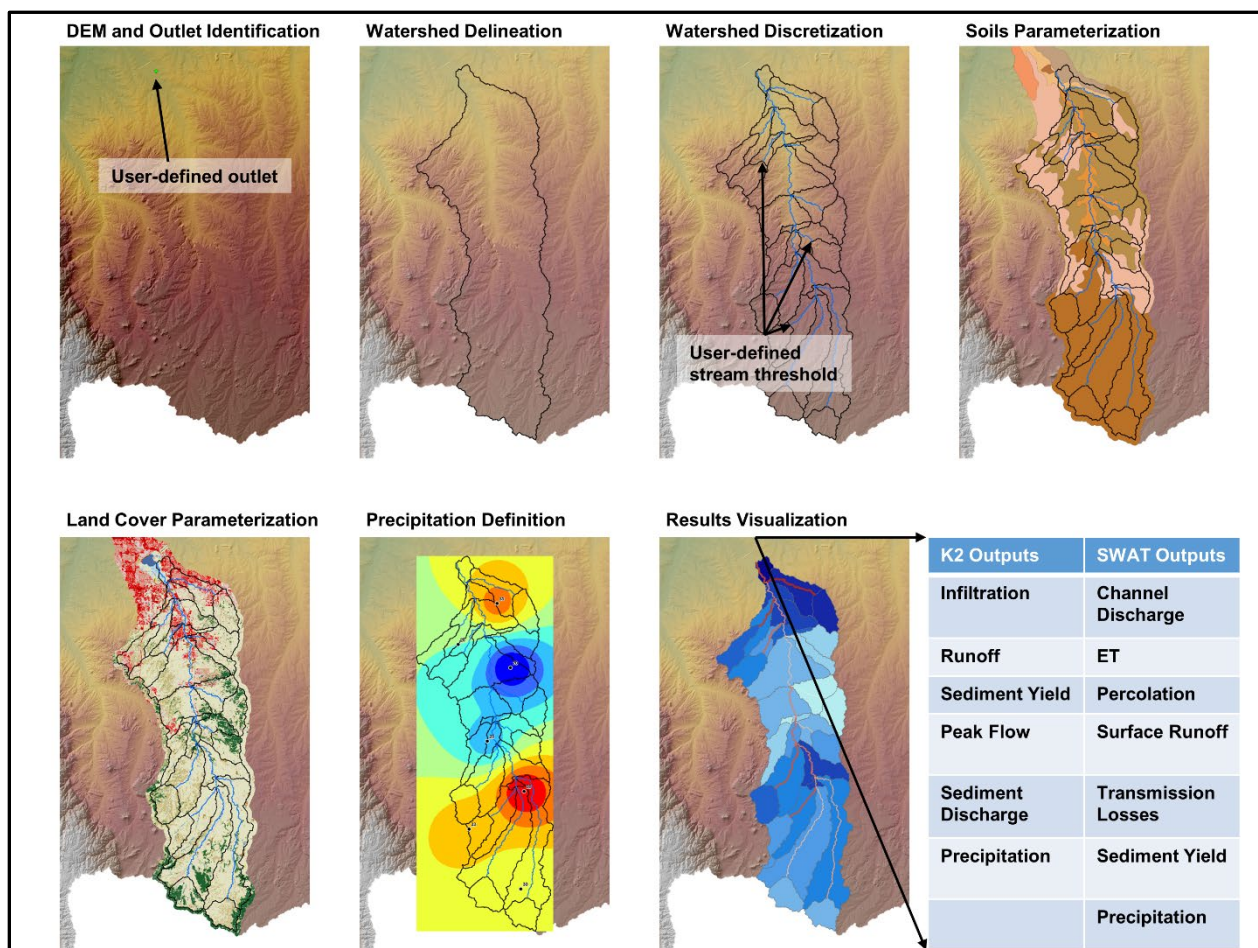 DEM and Outlet Identification
Watershed Delineation
Watershed Discretization
Soils Parameterization
User-defined outlet
User-defined
stream threshold
Land Cover Parameterization
Precipitation Definition
Results Visualization
K2 Outputs
SWAT Outputs
Infiltration
Channel
Discharge
Runoff
ET
Sediment Yield
Percolation
Peak Flow
Surface Runoff
Sediment
Discharge
Transmission
Losses
Precipitation
Sediment Yield
Precipitation